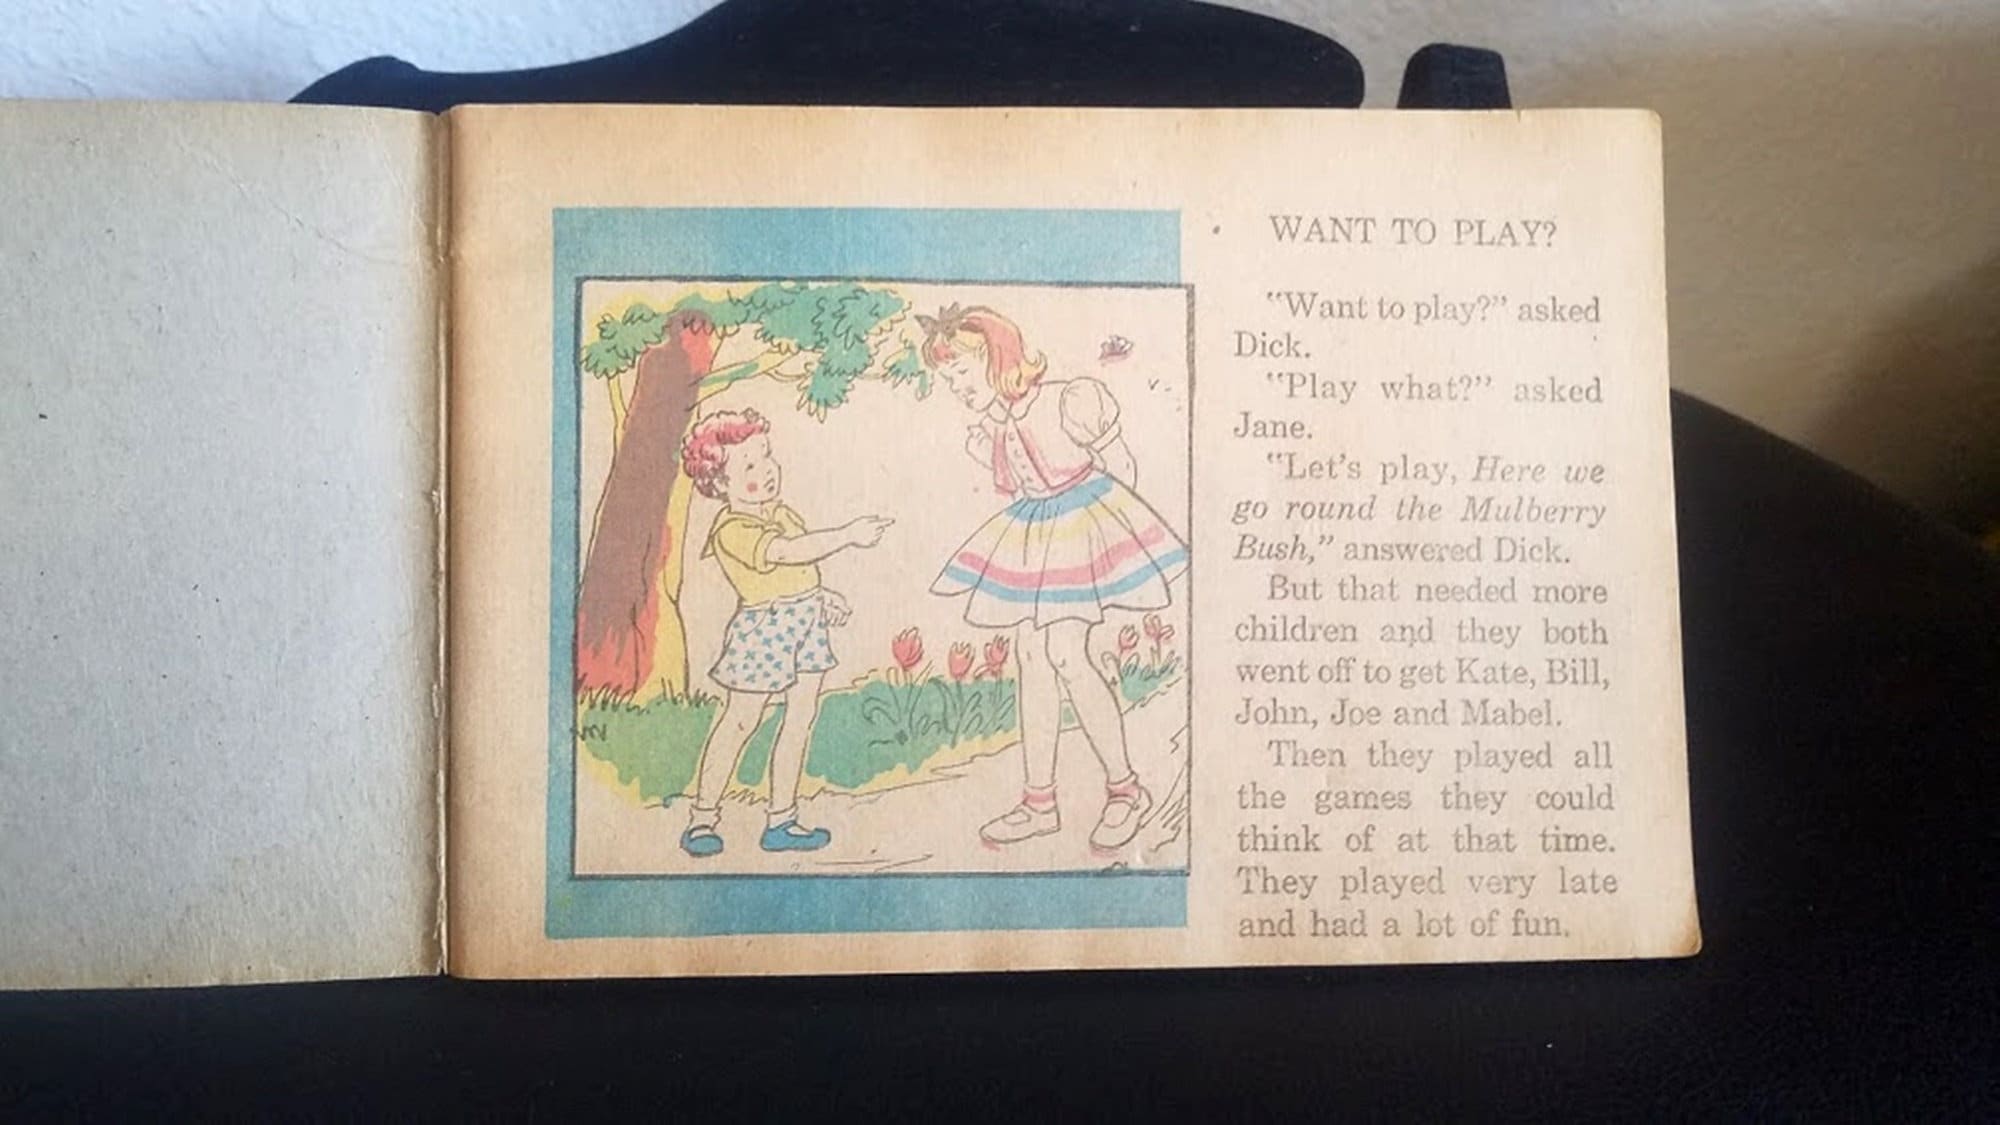 WANT TO PLAY?
"Want to play?" asked
Dick.
"Play what?" asked
Jane.
"Let's play, Here we
go round the Mulberry
Bush," answered Dick.
But that needed more
children and they both
went off to get Kate, Bill,
John, Joe and Mabel.
Then they played all
the games they could
think of at that time.
They played very late
and had a lot of fun.